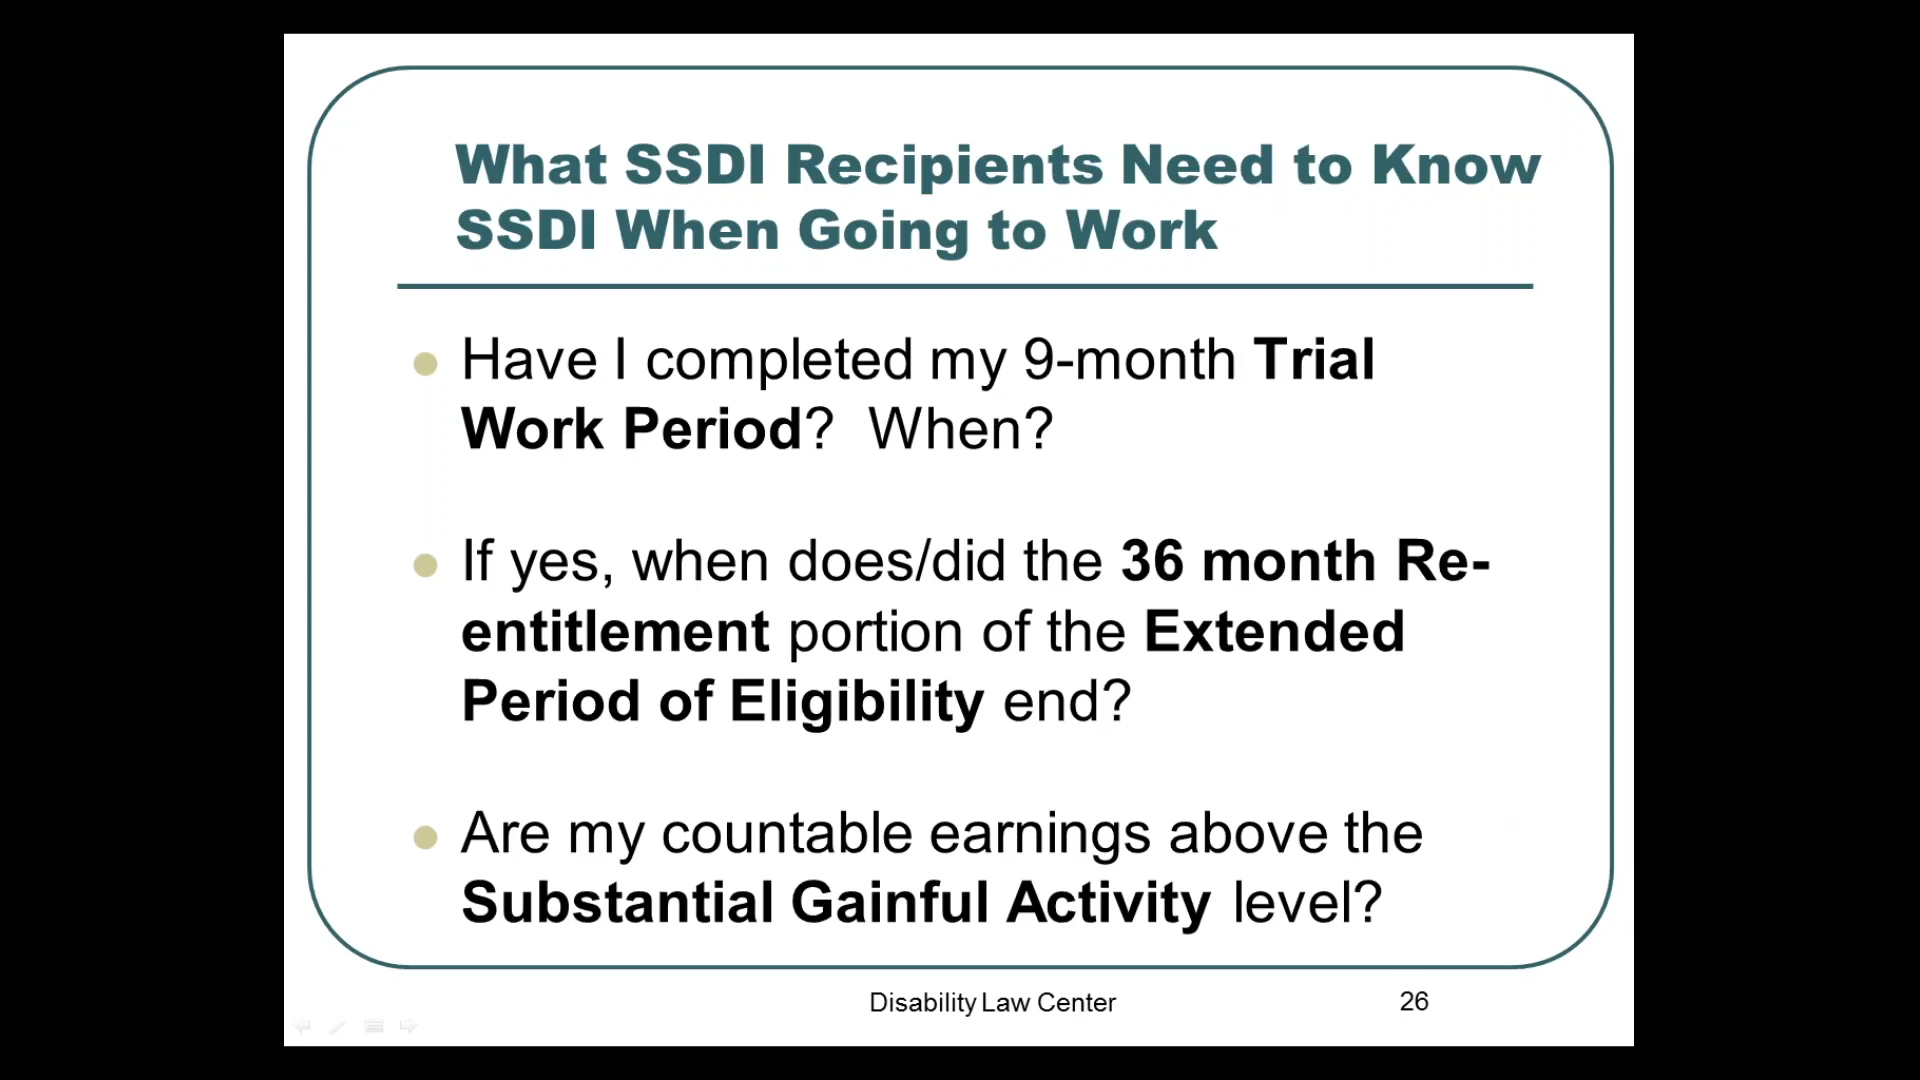 What SSDI Recipients Need to Know
SSDI When Going to Work
Have I completed my 9-month Trial
Work Period?  When?
If yes, when does/did the 36 month Re-
entitlement portion of the Extended
Period of Eligibility end?
Are my countable earnings above the
Substantial Gainful Activity level?
Disability Law Center
26